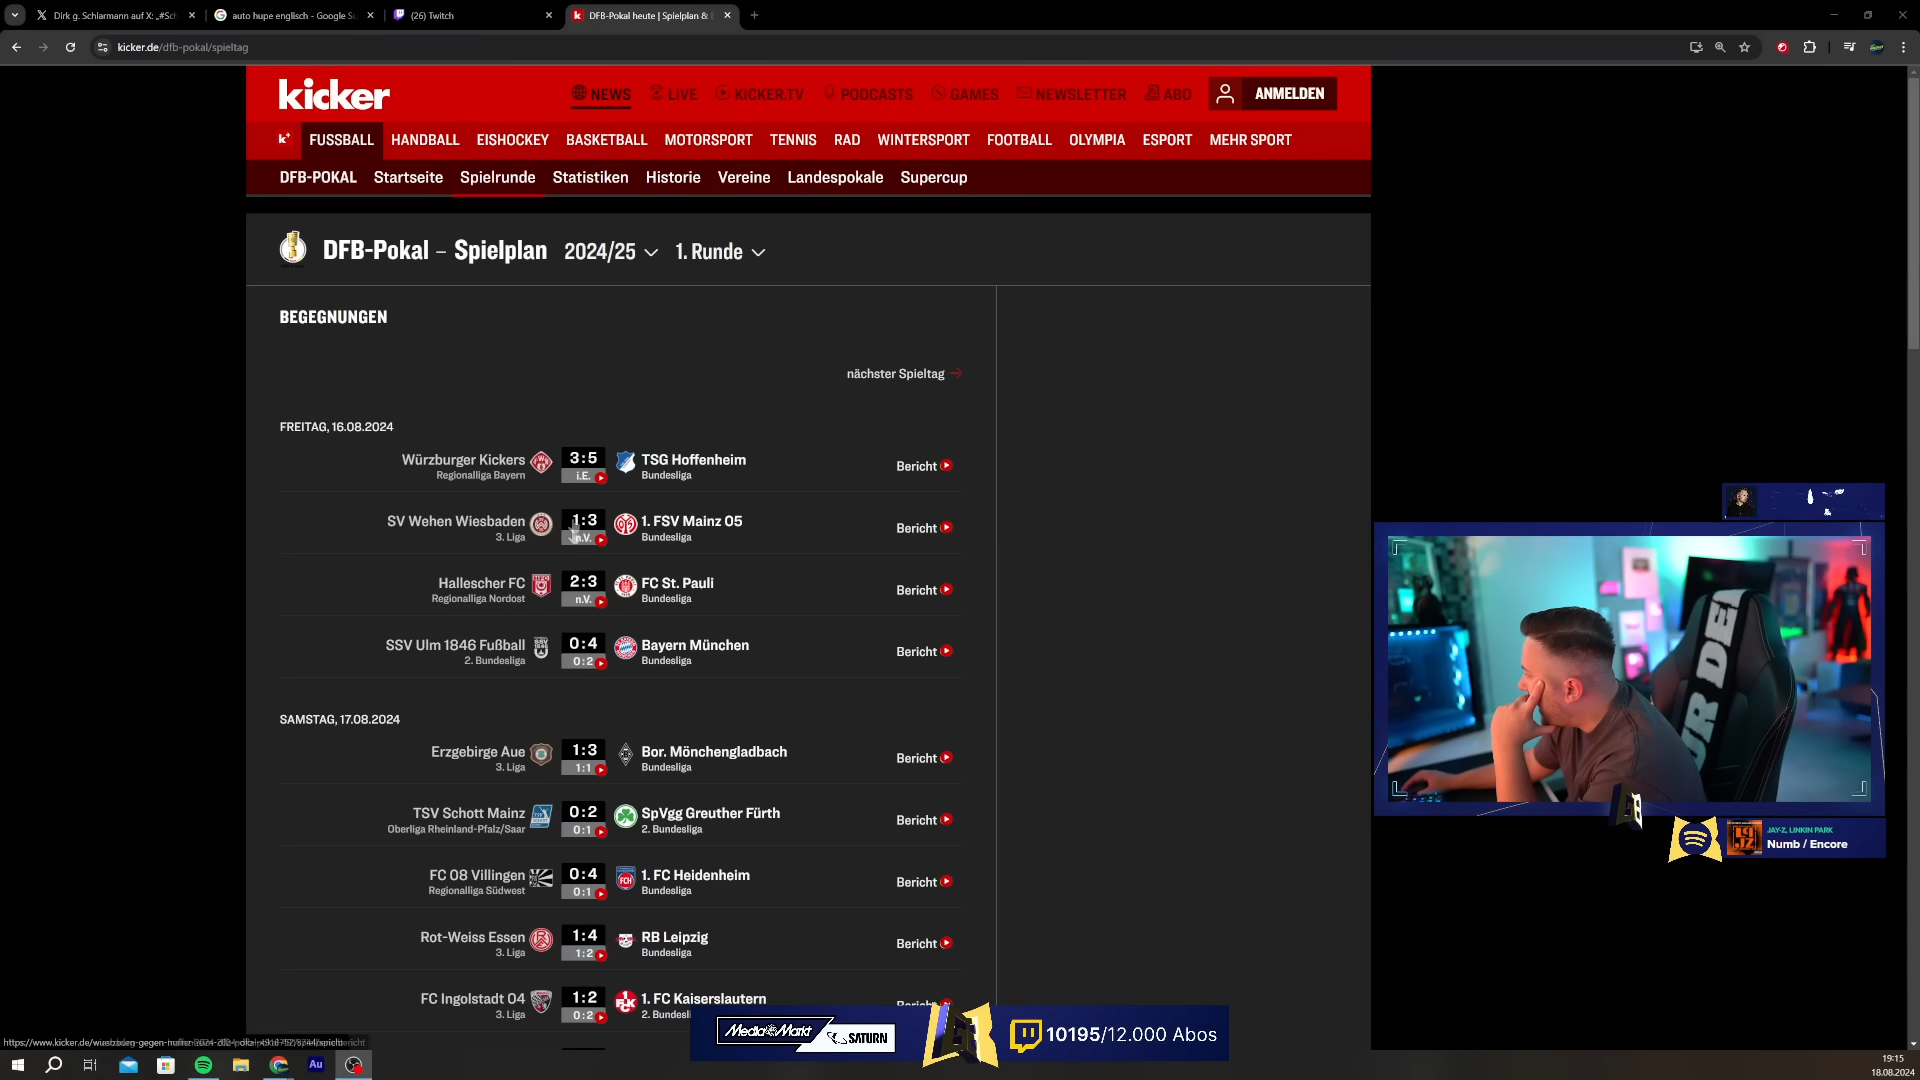 Dirk g. Schlarmann auf X: „#Sch
auto hupe englisch - Google Su
(26) Twitch
DFB-Pokal heute | Spielplan &
kicker.de/dfb-pokal/spieltag
kicker
NEWS
LIVE
KICKER.TV
PODCASTS
GAMES
NEWSLETTER
ABO
ANMELDEN
k+
FUSSBALL
HANDBALL
EISHOCKEY
BASKETBALL
MOTORSPORT
TENNIS
RAD
WINTERSPORT
FOOTBALL
OLYMPIA
ESPORT
MEHR SPORT
DFB-POKAL
Startseite
Spielrunde
Statistiken
Historie
Vereine
Landespokale
Supercup
DFB-Pokal – Spielplan 2024/25 1. Runde
BEGEGNUNGEN
nächster Spieltag
FREITAG, 16.08.2024
Würzburger Kickers 3:5 TSG Hoffenheim Bericht
Regionalliga Bayern i.E. Bundesliga
SV Wehen Wiesbaden 1:3 1. FSV Mainz 05 Bericht
3. Liga n.V. Bundesliga
Hallescher FC 2:3 FC St. Pauli Bericht
Regionalliga Nordost n.V. Bundesliga
SSV Ulm 1846 Fußball 0:4 Bayern München Bericht
2. Bundesliga 0:2 Bundesliga
SAMSTAG, 17.08.2024
Erzgebirge Aue 1:3 Bor. Mönchengladbach Bericht
3. Liga 1:1 Bundesliga
TSV Schott Mainz 0:2 SpVgg Greuther Fürth Bericht
Oberliga Rheinland-Pfalz/Saar 0:1 2. Bundesliga
FC 08 Villingen 0:4 1. FC Heidenheim Bericht
Regionalliga Südwest 0:1 Bundesliga
Rot-Weiss Essen 1:4 RB Leipzig Bericht
3. Liga 1:2 Bundesliga
FC Ingolstadt 04 1:2 1. FC Kaiserslautern Bericht
3. Liga 0:2 2. Bundesli
UR DE
JAY-Z, LINKIN PARK
Numb / Encore
MediaMarkt
SATURN
10195/12.000 Abos
Au
19:15
18.08.2024